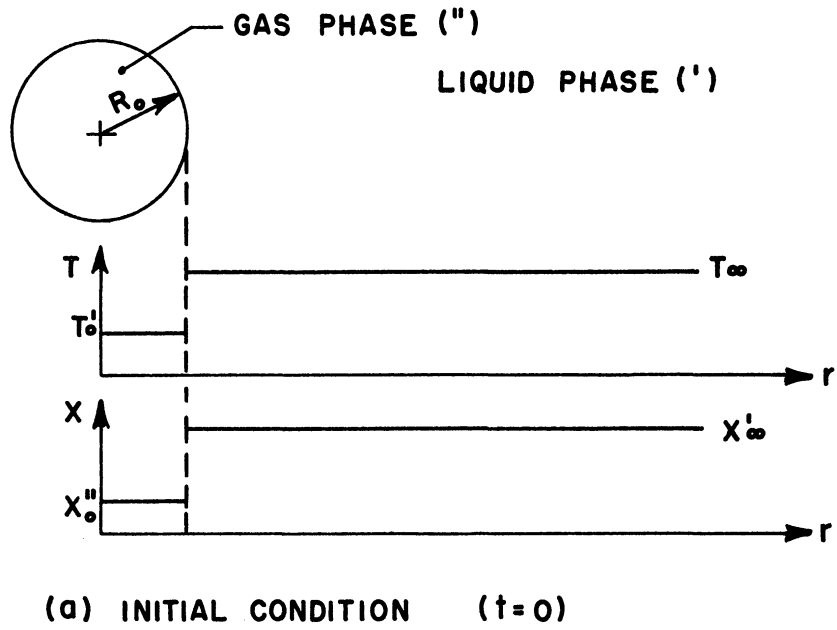 GAS PHASE (")
LIQUID PHASE (')
R₀
T
T∞
T₀'
r
X
X'∞
X₀"
r
(a) INITIAL CONDITION (t=0)